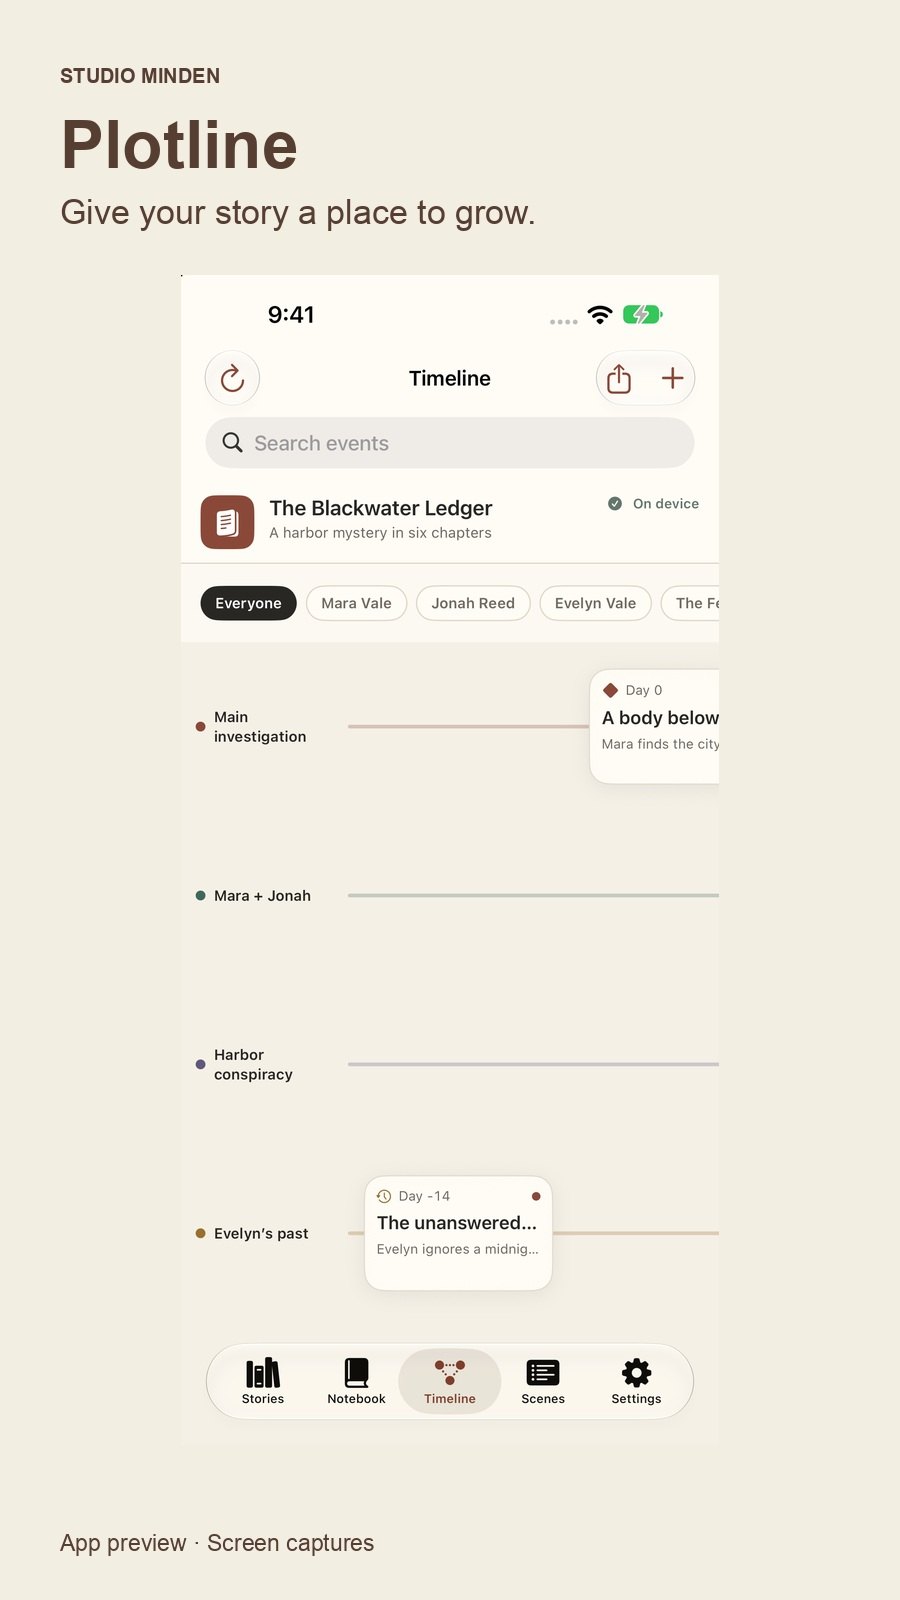 STUDIO MINDEN
Plotline
Give your story a place to grow.
9:41
Timeline
Search events
The Blackwater Ledger
On device
A harbor mystery in six chapters
Everyone
Mara Vale
Jonah Reed
Evelyn Vale
The Fe
Day 0
Main
investigation
A body below
Mara finds the city
Mara + Jonah
Harbor
conspiracy
Day -14
The unanswered...
Evelyn's past
Evelyn ignores a midnig...
Stories
Notebook
Timeline
Scenes
Settings
App preview · Screen captures